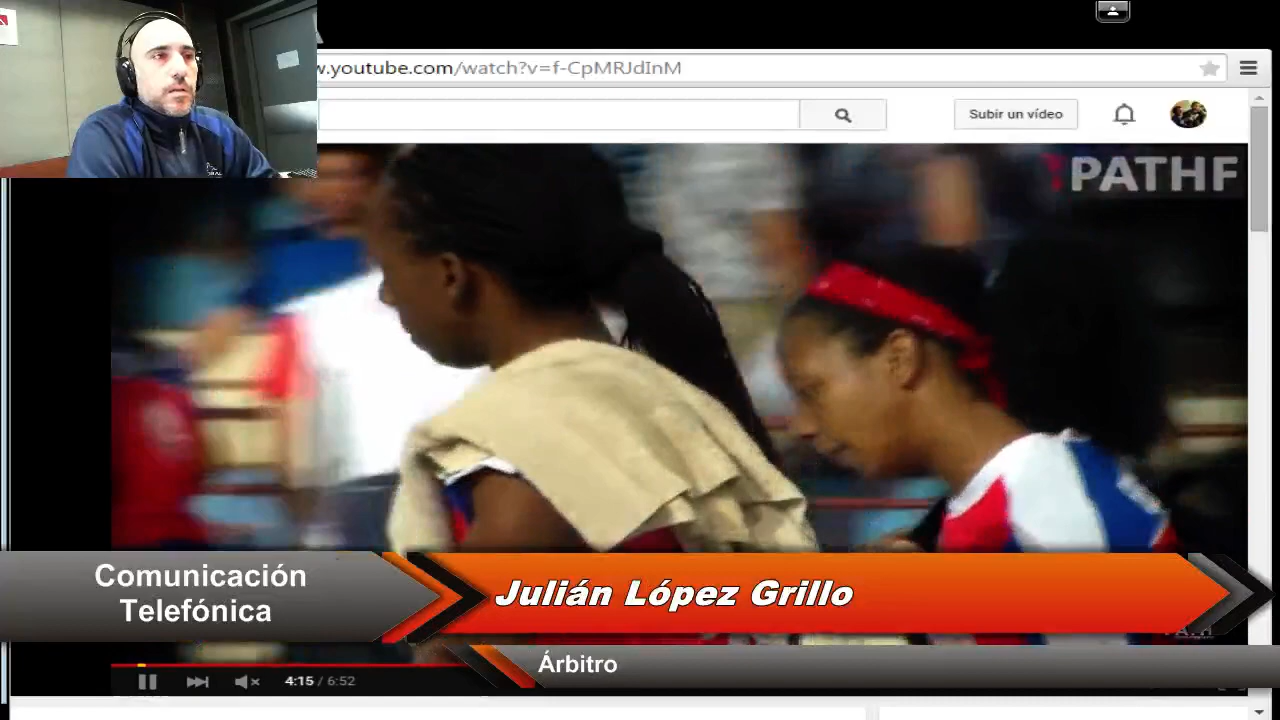 w.youtube.com/watch?v=f-CpMRJdInM
Subir un vídeo
PATHF
Comunicación
Telefónica
Julián López Grillo
Árbitro
4:15 / 6:52